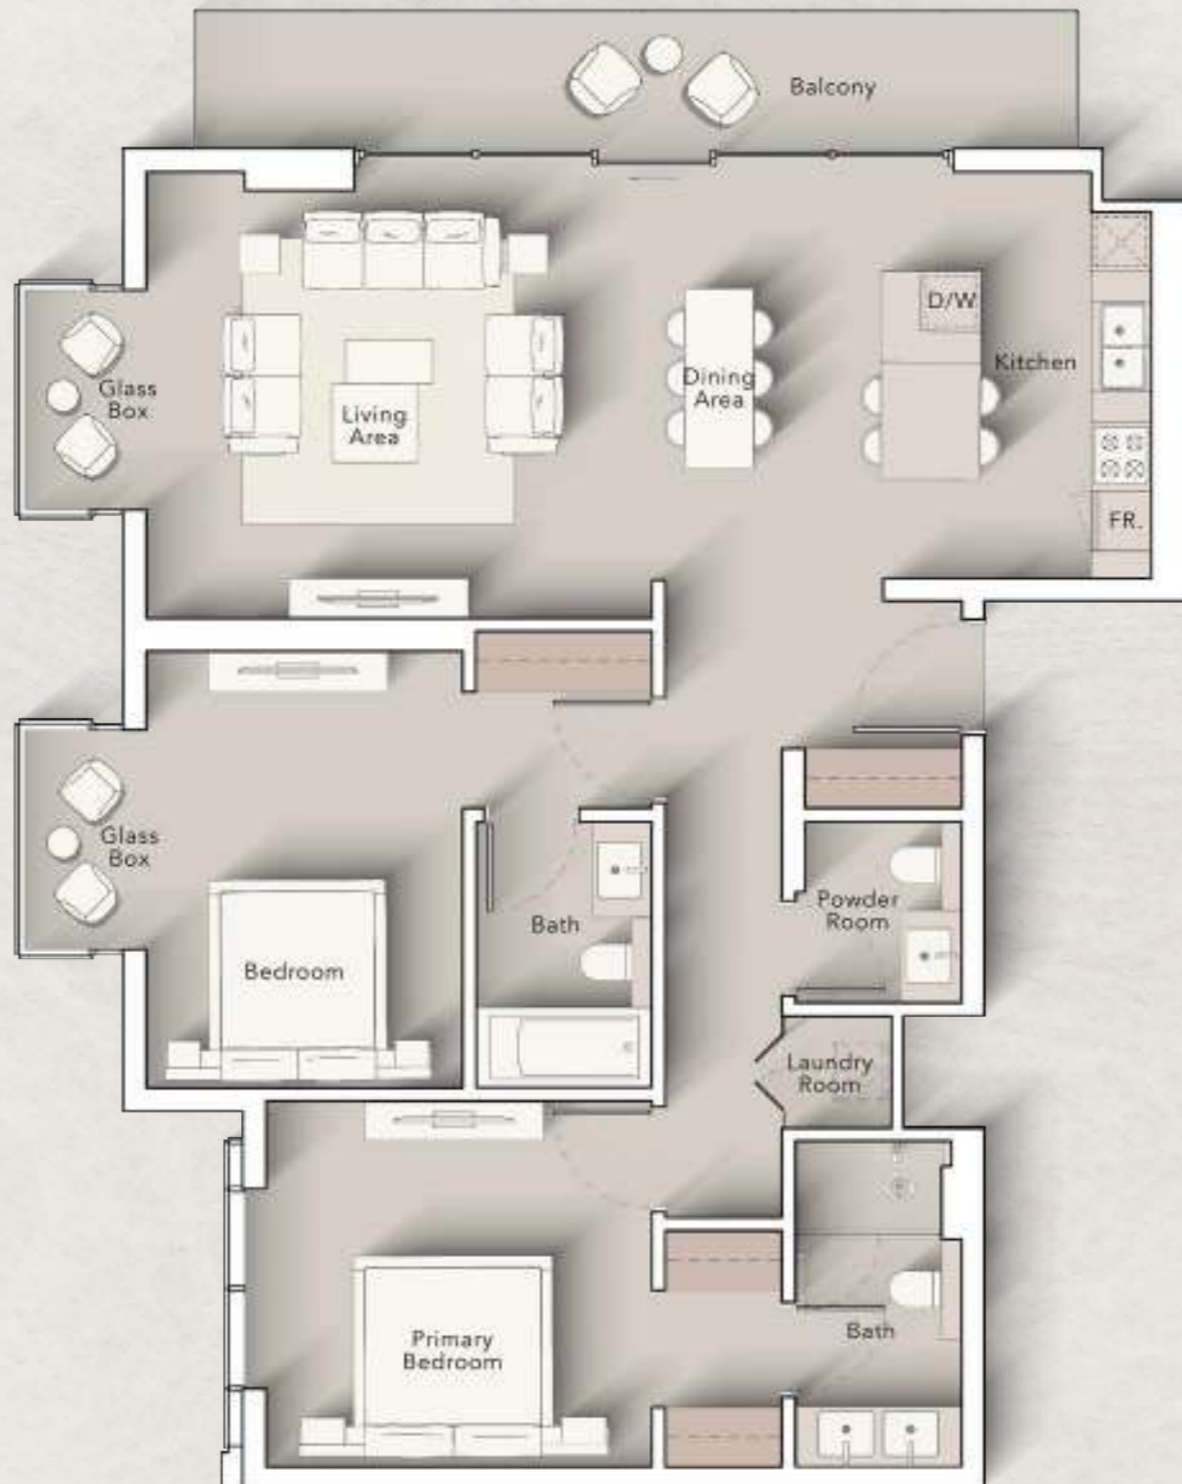 Balcony
D/W
Kitchen
Glass
Box
Living
Area
Dining
Area
FR.
Glass
Box
Bedroom
Bath
Powder
Room
Laundry
Room
Primary
Bedroom
Bath